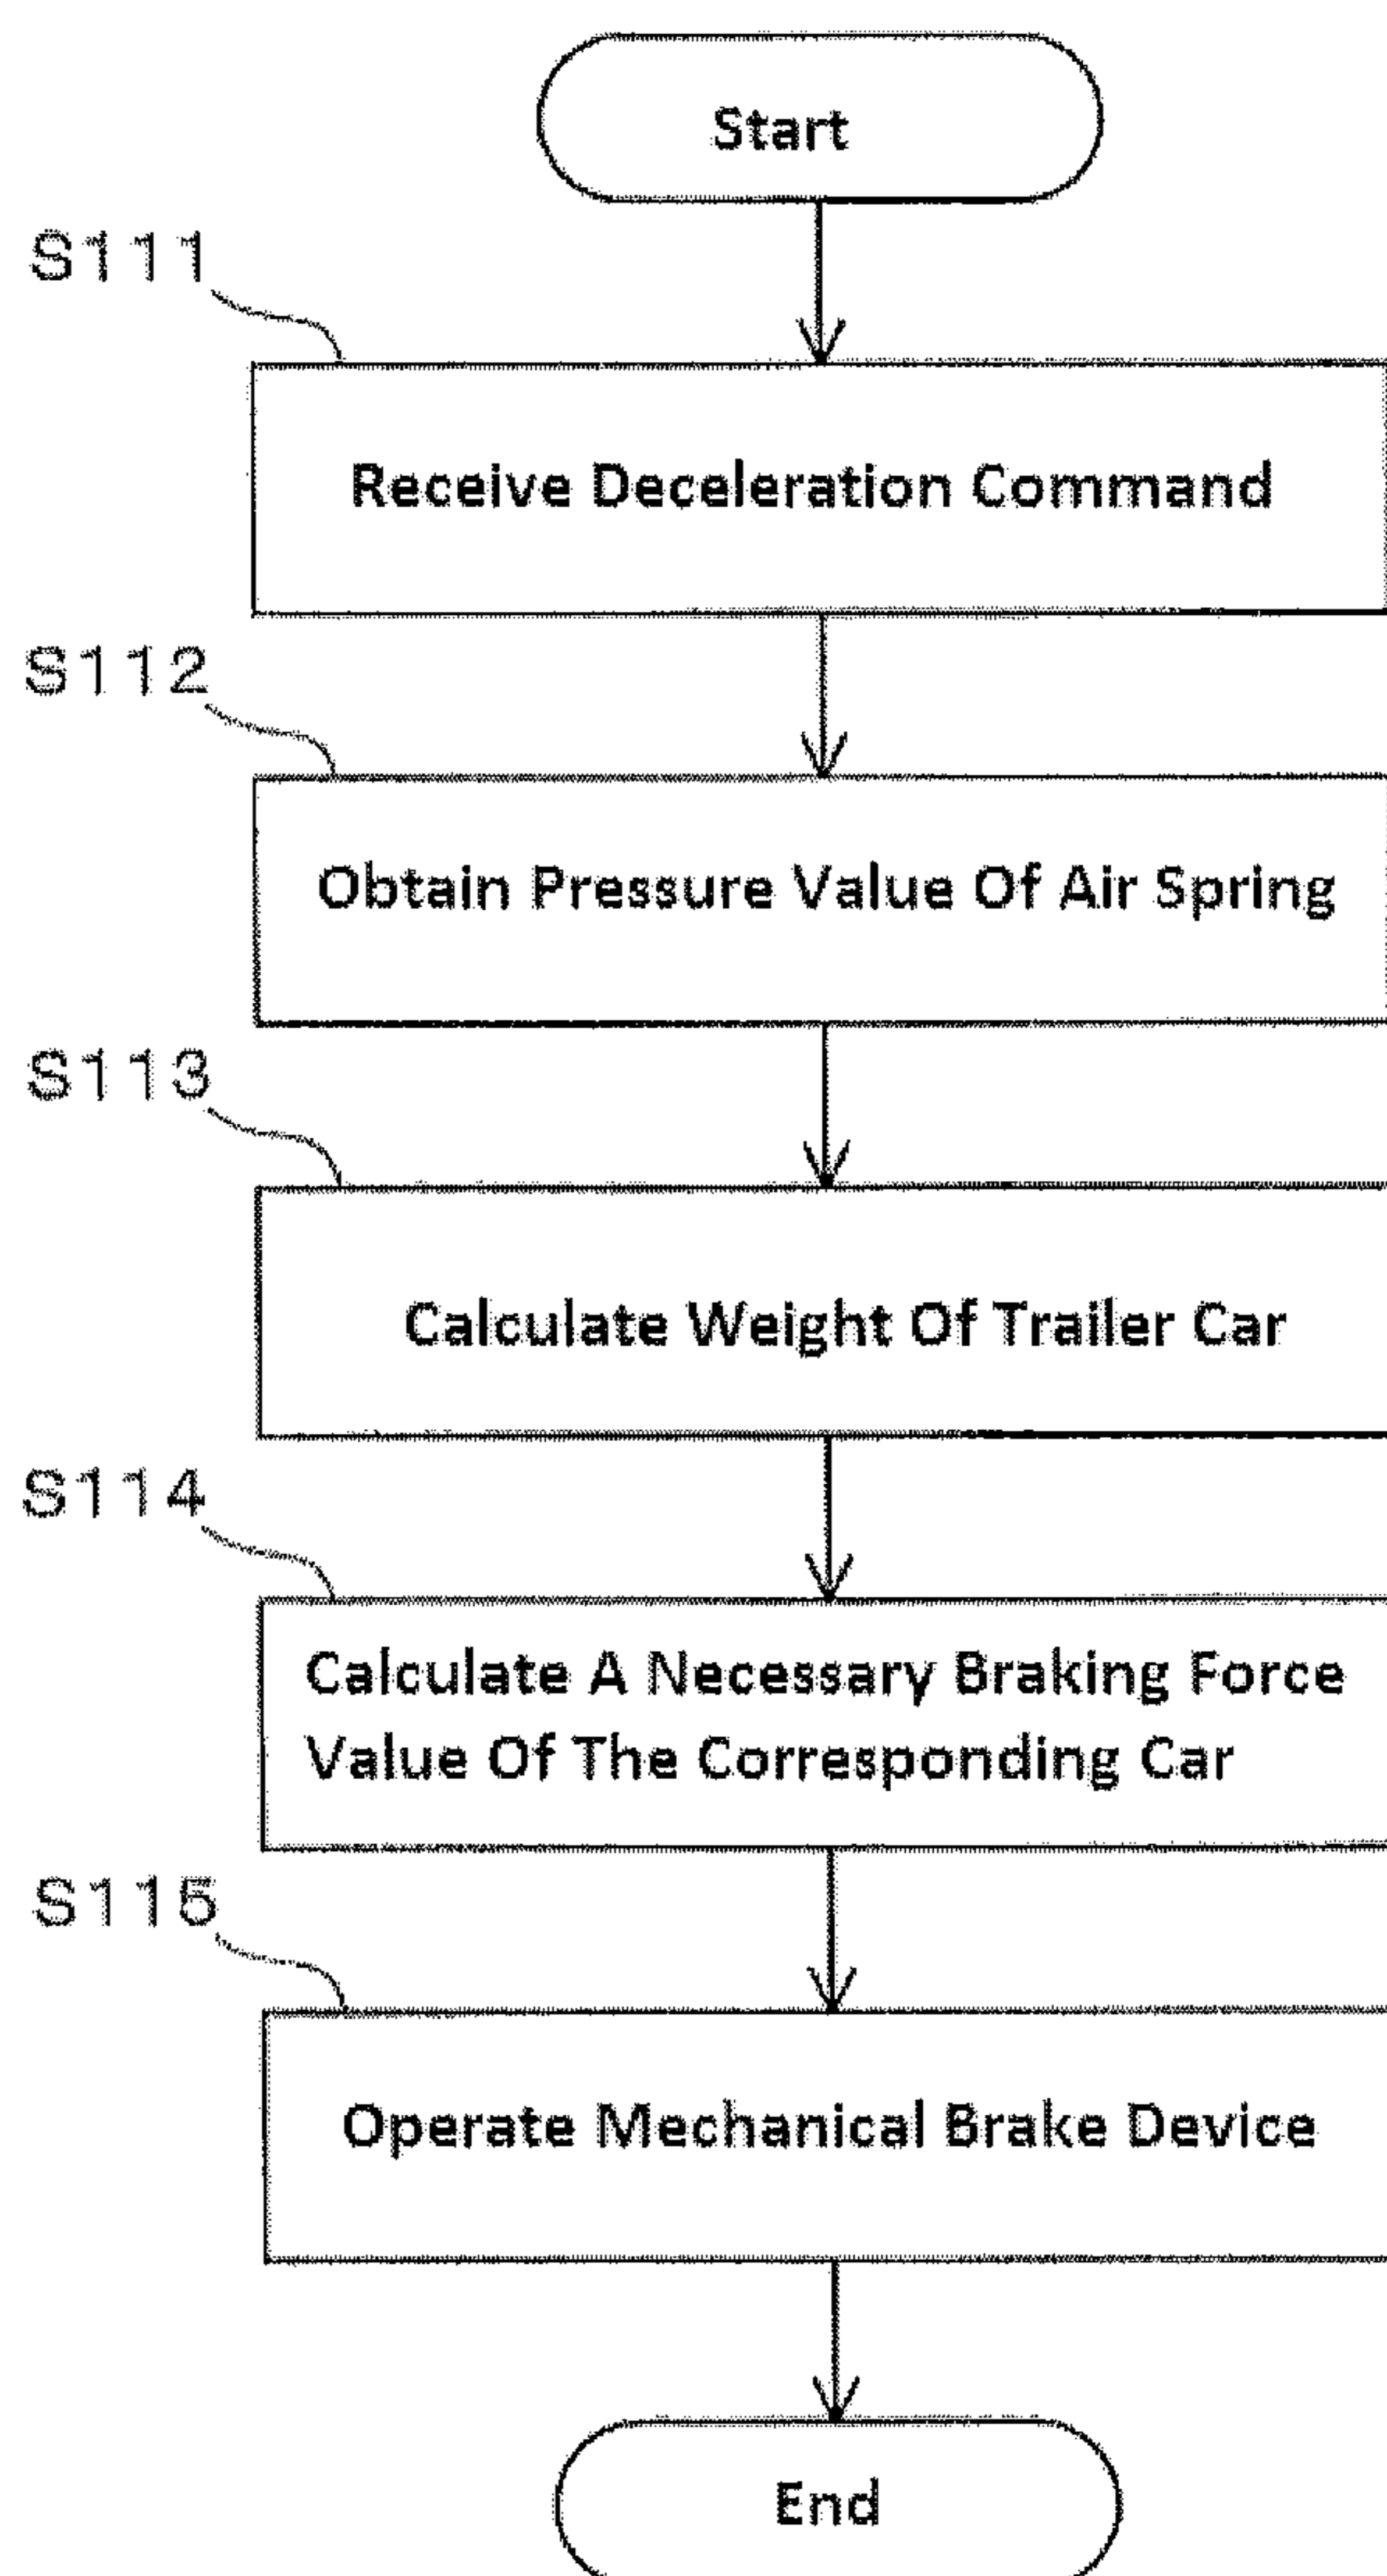 Start
S111
Receive Deceleration Command
S112
Obtain Pressure Value Of Air Spring
S113
Calculate Weight Of Trailer Car
S114
Calculate A Necessary Braking Force
Value Of The Corresponding Car
S115
Operate Mechanical Brake Device
End